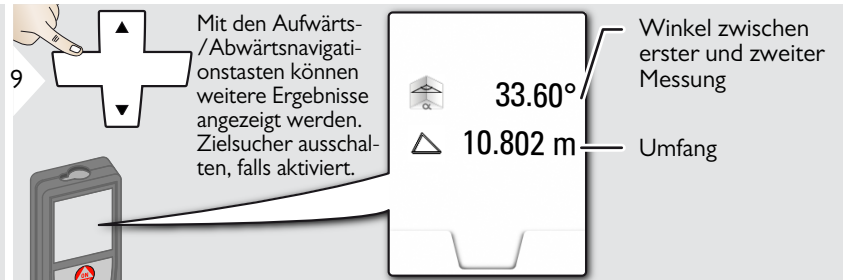 9
Mit den Aufwärts-
/Abwärtsnavigati-
onstasten können
weitere Ergebnisse
angezeigt werden.
Zielsucher ausschal-
ten, falls aktiviert.
α 33.60°
10.802 m
Winkel zwischen
erster und zweiter
Messung
Umfang
ON